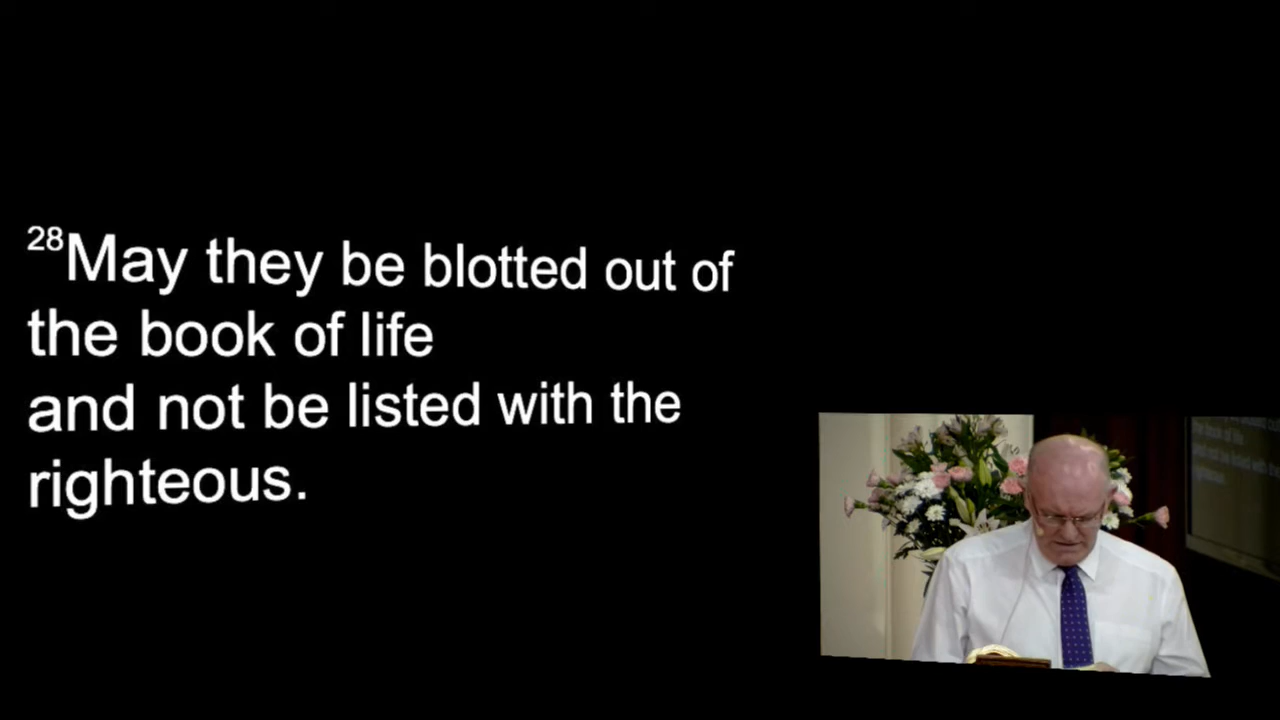 28May they be blotted out of
the book of life
and not be listed with the
righteous.